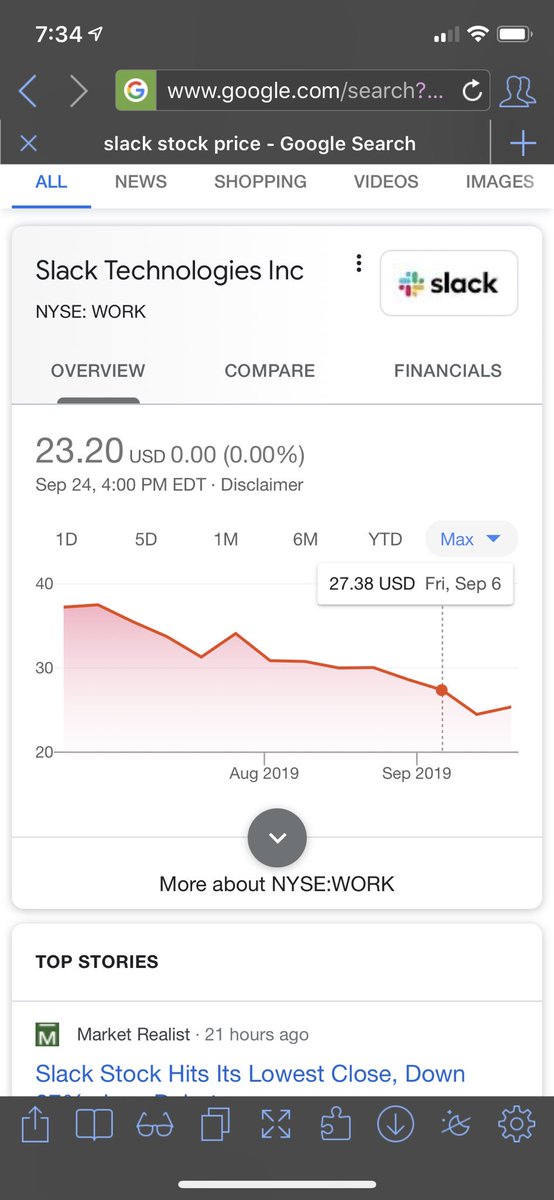 7:34
www.google.com/search?...
slack stock price - Google Search
ALL NEWS SHOPPING VIDEOS IMAGES
Slack Technologies Inc
slack
NYSE: WORK
OVERVIEW COMPARE FINANCIALS
23.20 USD 0.00 (0.00%)
Sep 24, 4:00 PM EDT · Disclaimer
1D 5D 1M 6M YTD Max
27.38 USD Fri, Sep 6
40
30
20
Aug 2019 Sep 2019
More about NYSE:WORK
TOP STORIES
M Market Realist · 21 hours ago
Slack Stock Hits Its Lowest Close, Down